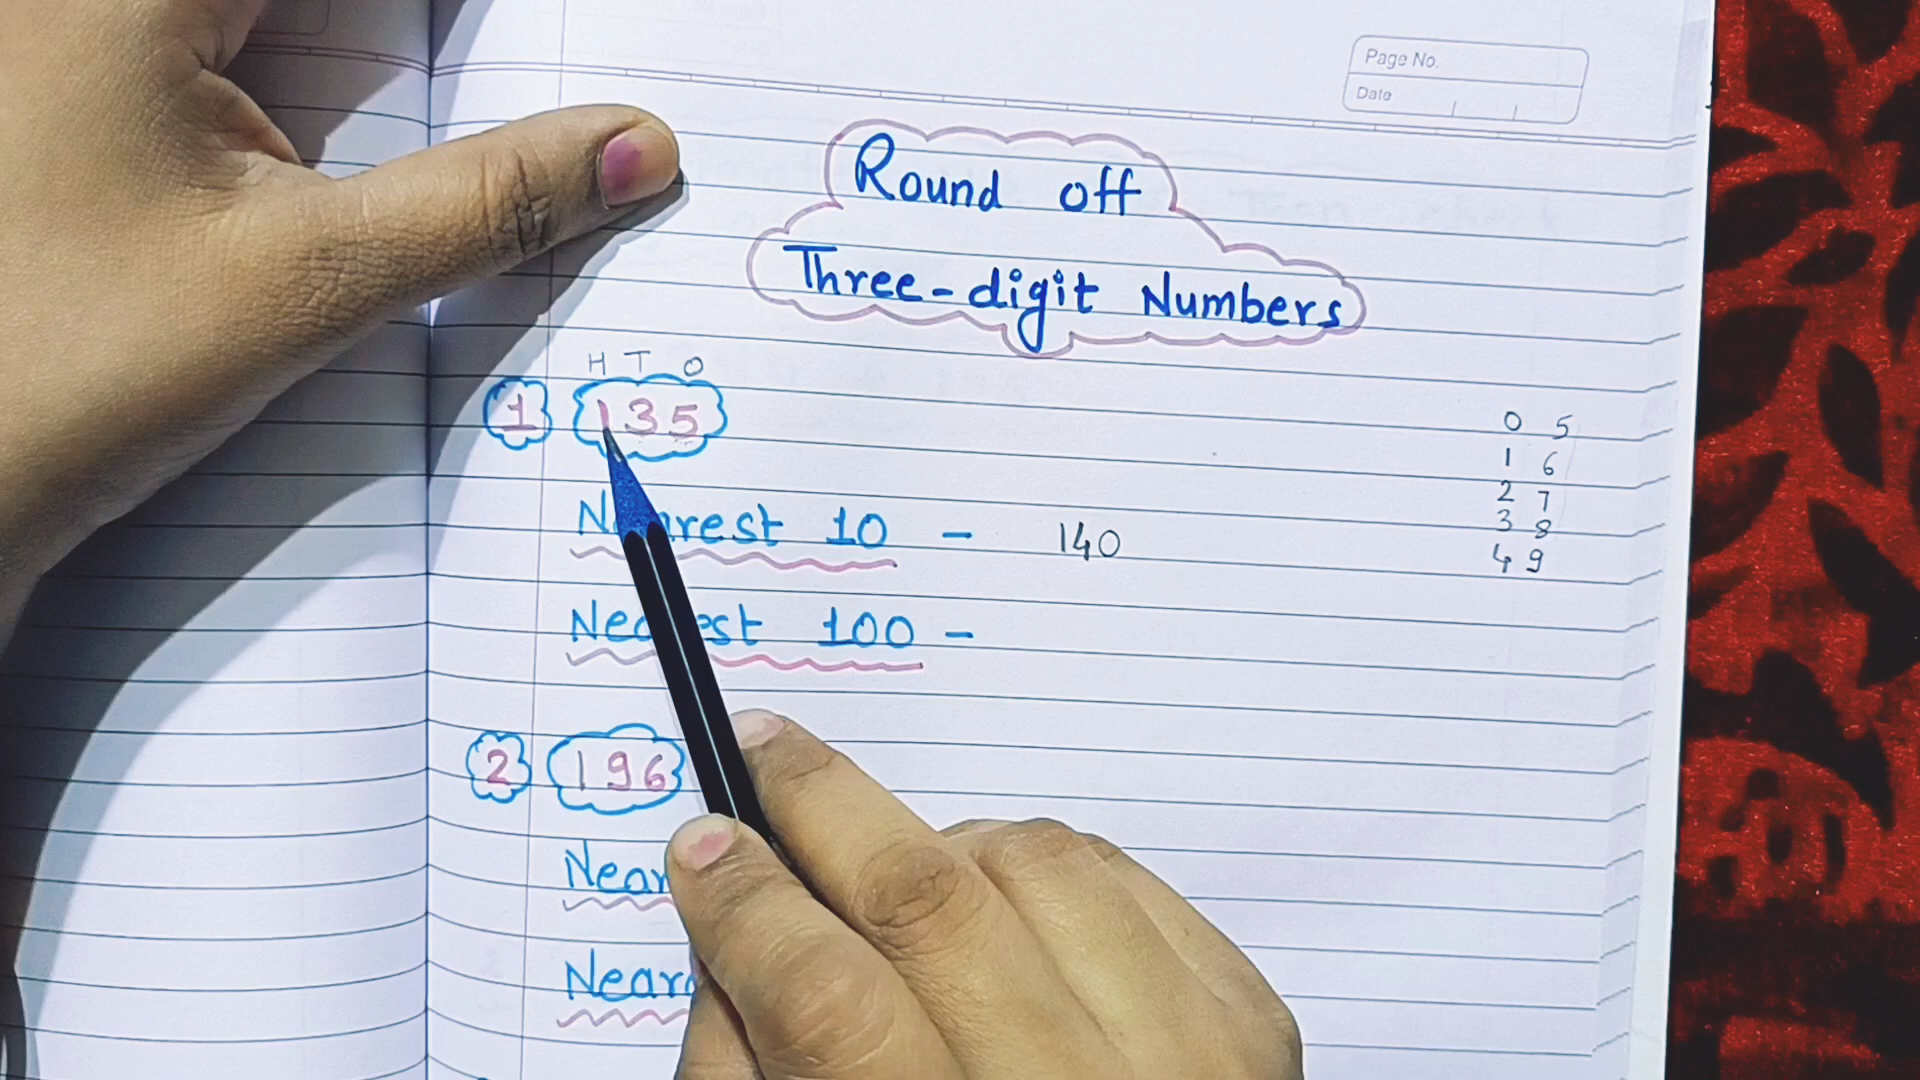 Page No.
Date
Round off
Three-digit Numbers
H T O
1 135
0 5
1 6
2 7
3 8
4 9
Nearest 10 - 140
Nearest 100 -
2 196